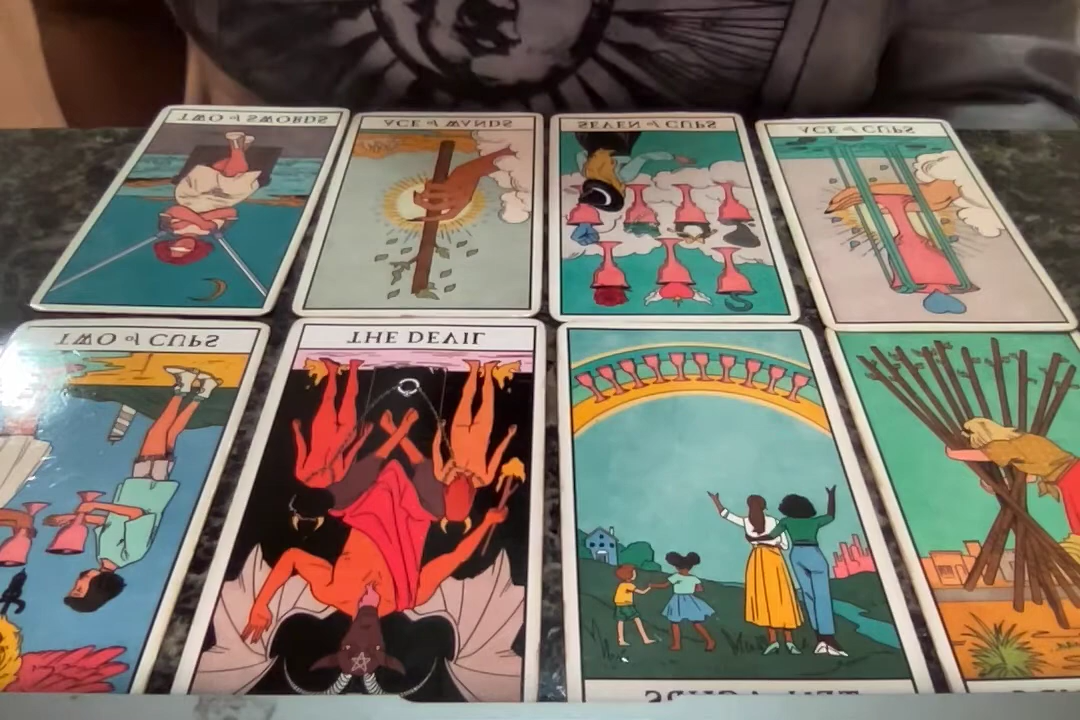 TWO of SWORDS
ACE of WANDS
SEVEN of CUPS
ACE of CUPS
TWO of CUPS
THE DEVIL